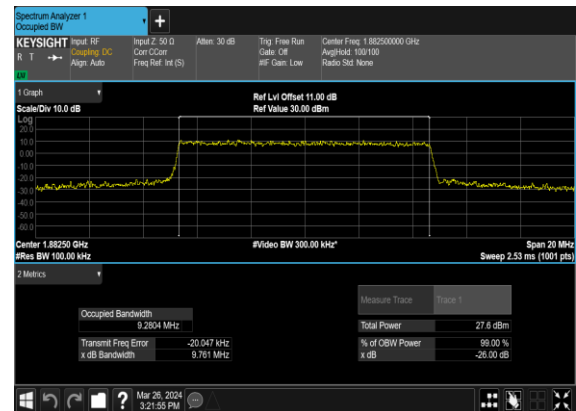 Spectrum Analyzer 1
Occupied BW
+
KEYSIGHT Input: RF Input Z: 50 Ω Atten: 30 dB Trig: Free Run Center Freq: 1.882500000 GHz
R T Coupling: DC Corr CCorr Gate: Off Avg|Hold: 100/100
Align: Auto Freq Ref: Int (S) #IF Gain: Low Radio Std: None
LXI
1 Graph
Ref Lvl Offset 11.00 dB
Scale/Div 10.0 dB Ref Value 30.00 dBm
Log
20.0
10.0
0.00
-10.0
-20.0
-30.0
-40.0
-50.0
-60.0
Center 1.88250 GHz #Video BW 300.00 kHz* Span 20 MHz
#Res BW 100.00 kHz Sweep 2.53 ms (1001 pts)
2 Metrics
Measure Trace Trace 1
Occupied Bandwidth
9.2804 MHz Total Power 27.6 dBm
Transmit Freq Error -20.047 kHz % of OBW Power 99.00 %
x dB Bandwidth 9.761 MHz x dB -26.00 dB
? Mar 26, 2024
3:21:55 PM